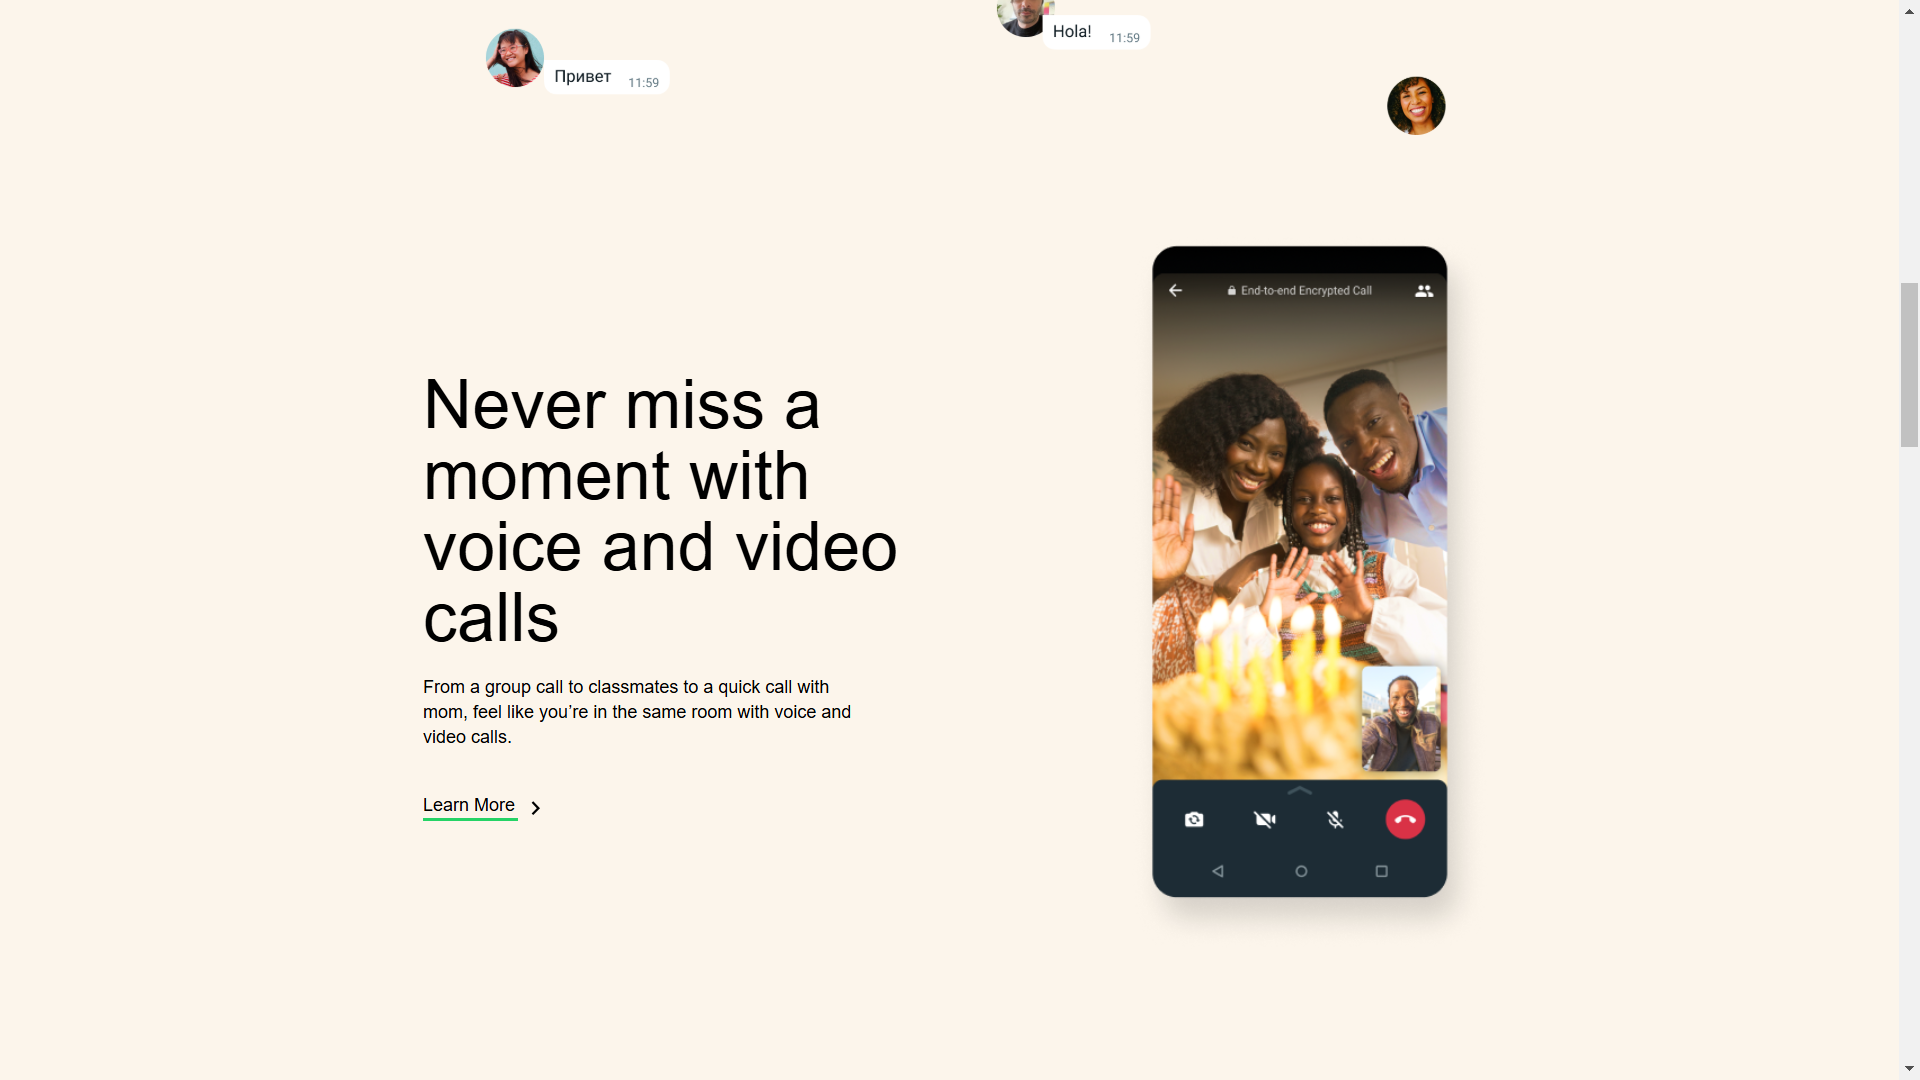 Hola! 11:59
Привет 11:59
End-to-end Encrypted Call
Never miss a
moment with
voice and video
calls
From a group call to classmates to a quick call with
mom, feel like you’re in the same room with voice and
video calls.
Learn More